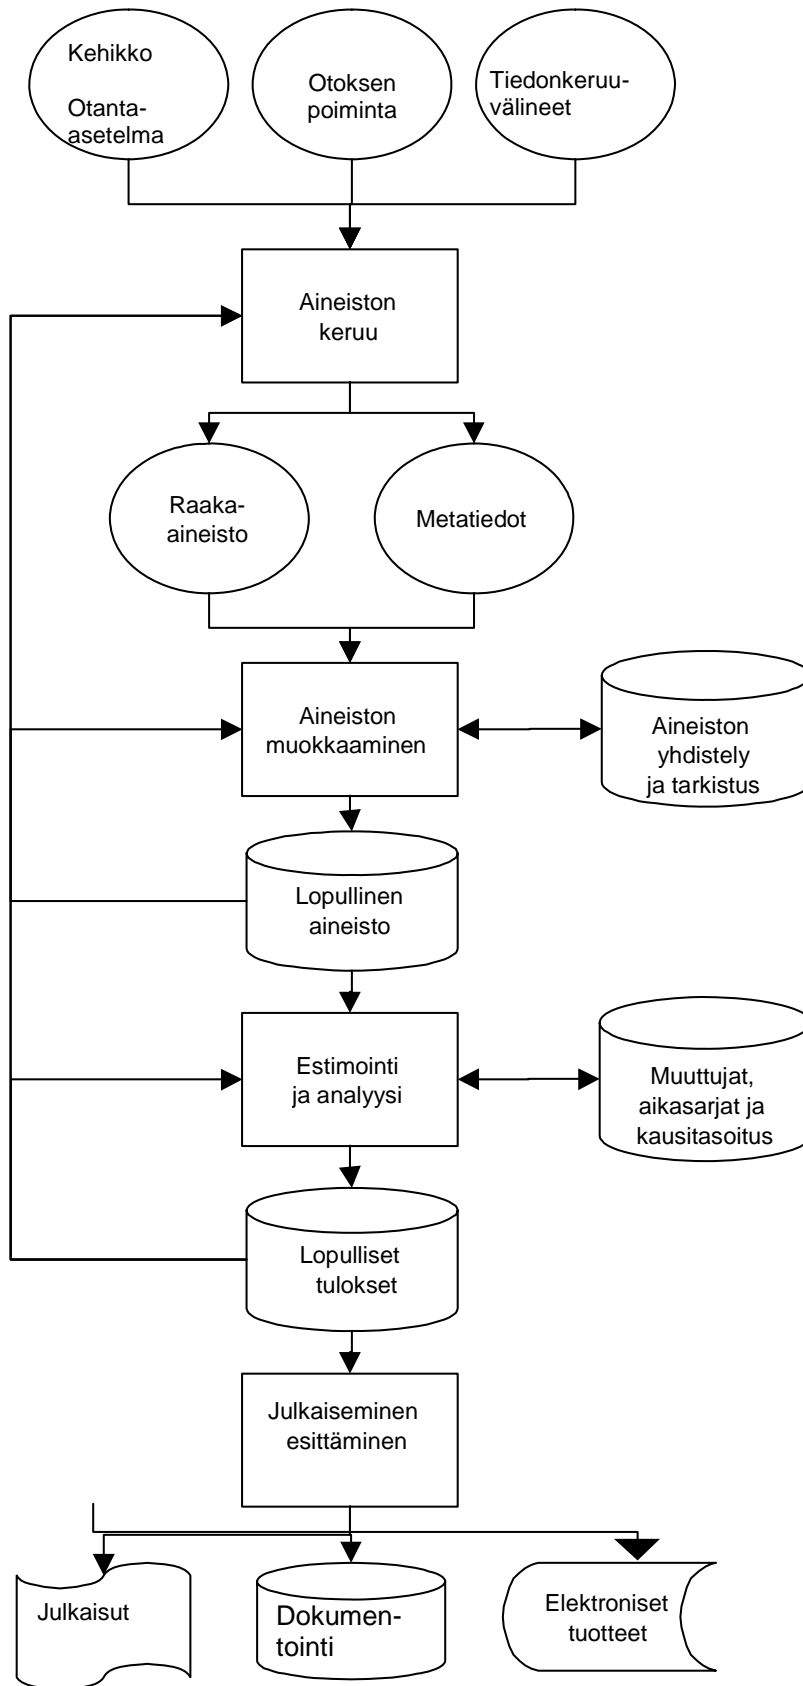 Kehikko
Otanta-
asetelma
Otoksen
poiminta
Tiedonkeruu-
välineet
Aineiston
keruu
Raaka-
aineisto
Metatiedot
Aineiston
muokkaaminen
Aineiston
yhdistely
ja tarkistus
Lopullinen
aineisto
Estimointi
ja analyysi
Muuttujat,
aikasarjat ja
kausitasoitus
Lopulliset
tulokset
Julkaiseminen
esittäminen
Julkaisut
Dokumen-
tointi
Elektroniset
tuotteet